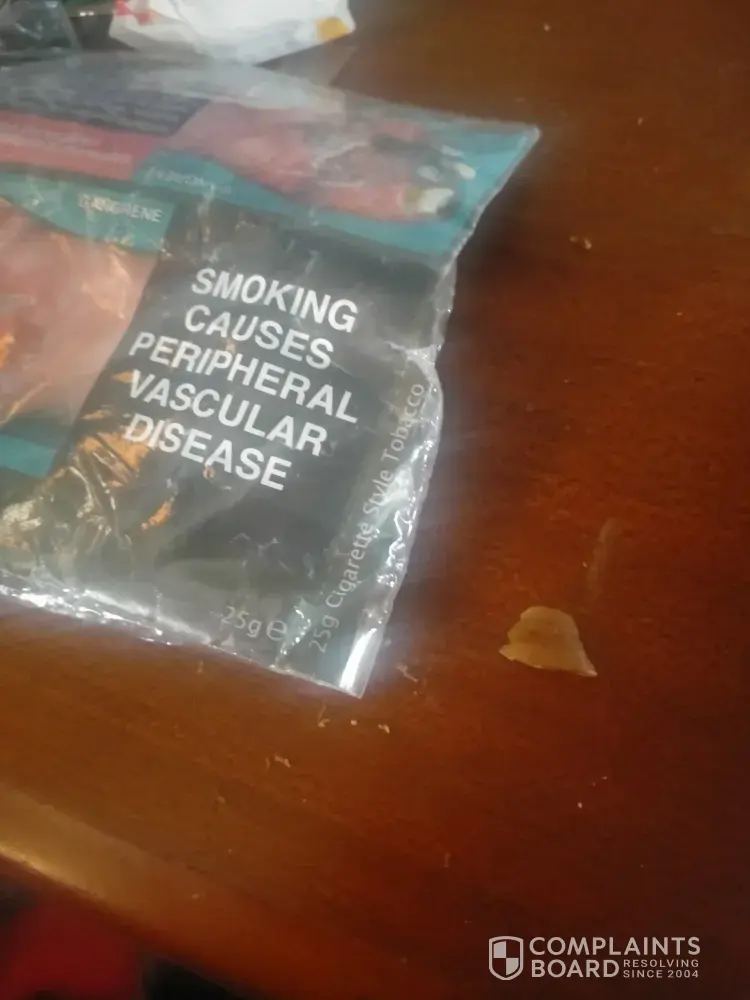 GANGRENE
SMOKING
CAUSES
PERIPHERAL
VASCULAR
DISEASE
25g Cigarette Style Tobacco
25g ℮
COMPLAINTS
BOARD RESOLVING
SINCE 2004